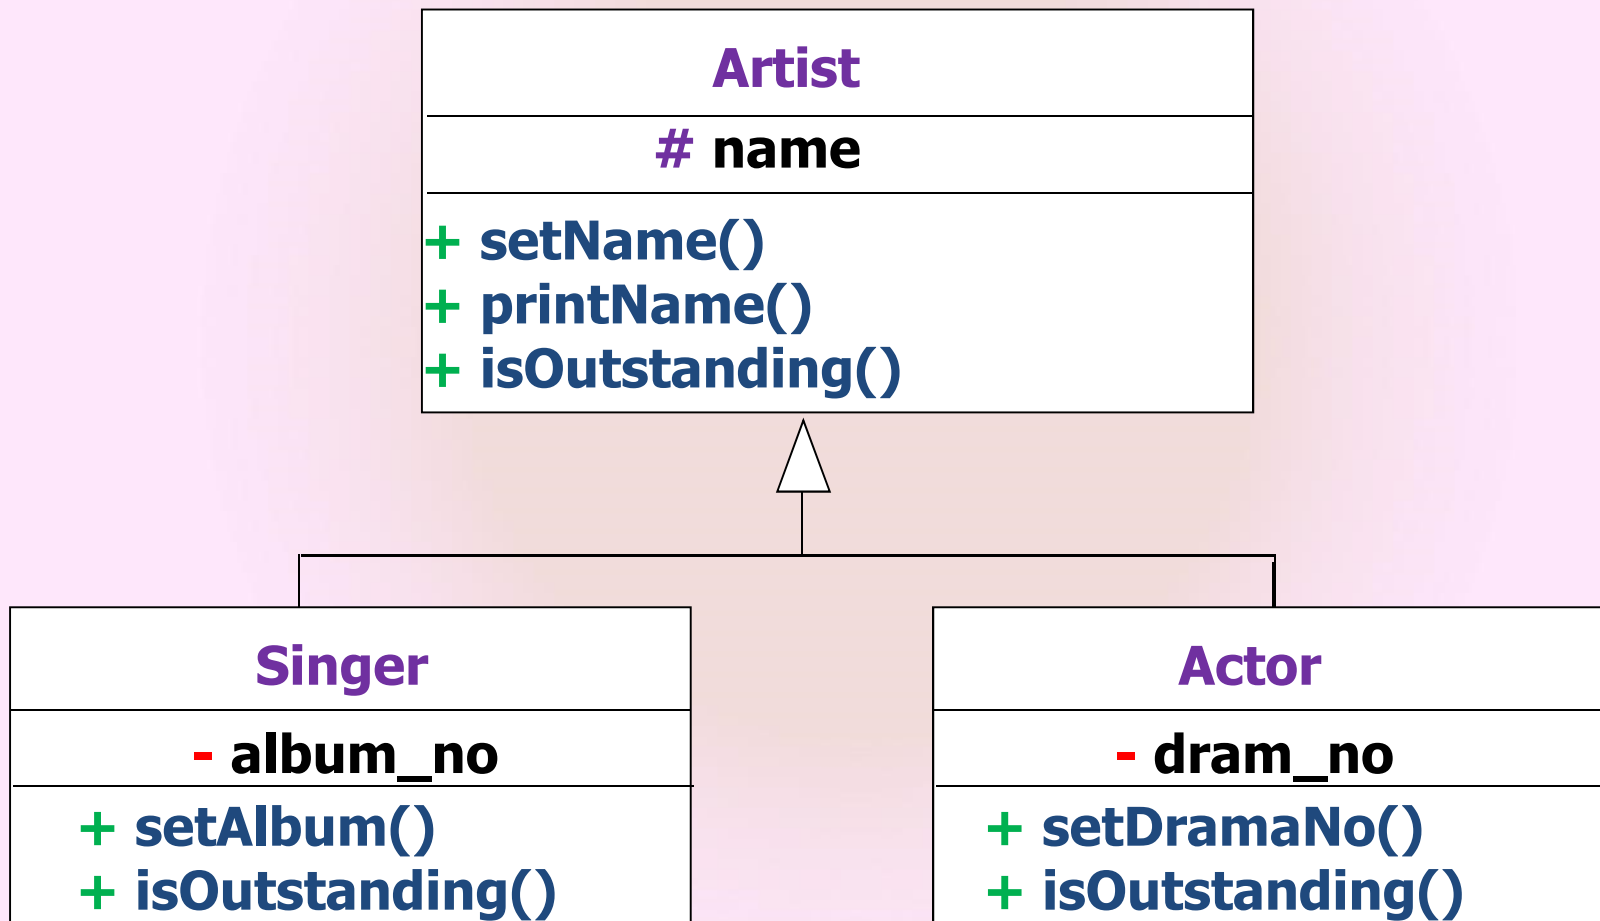 Artist
# name
+ setName()
+ printName()
+ isOutstanding()
Singer
- album_no
+ setAlbum()
+ isOutstanding()
Actor
- dram_no
+ setDramaNo()
+ isOutstanding()